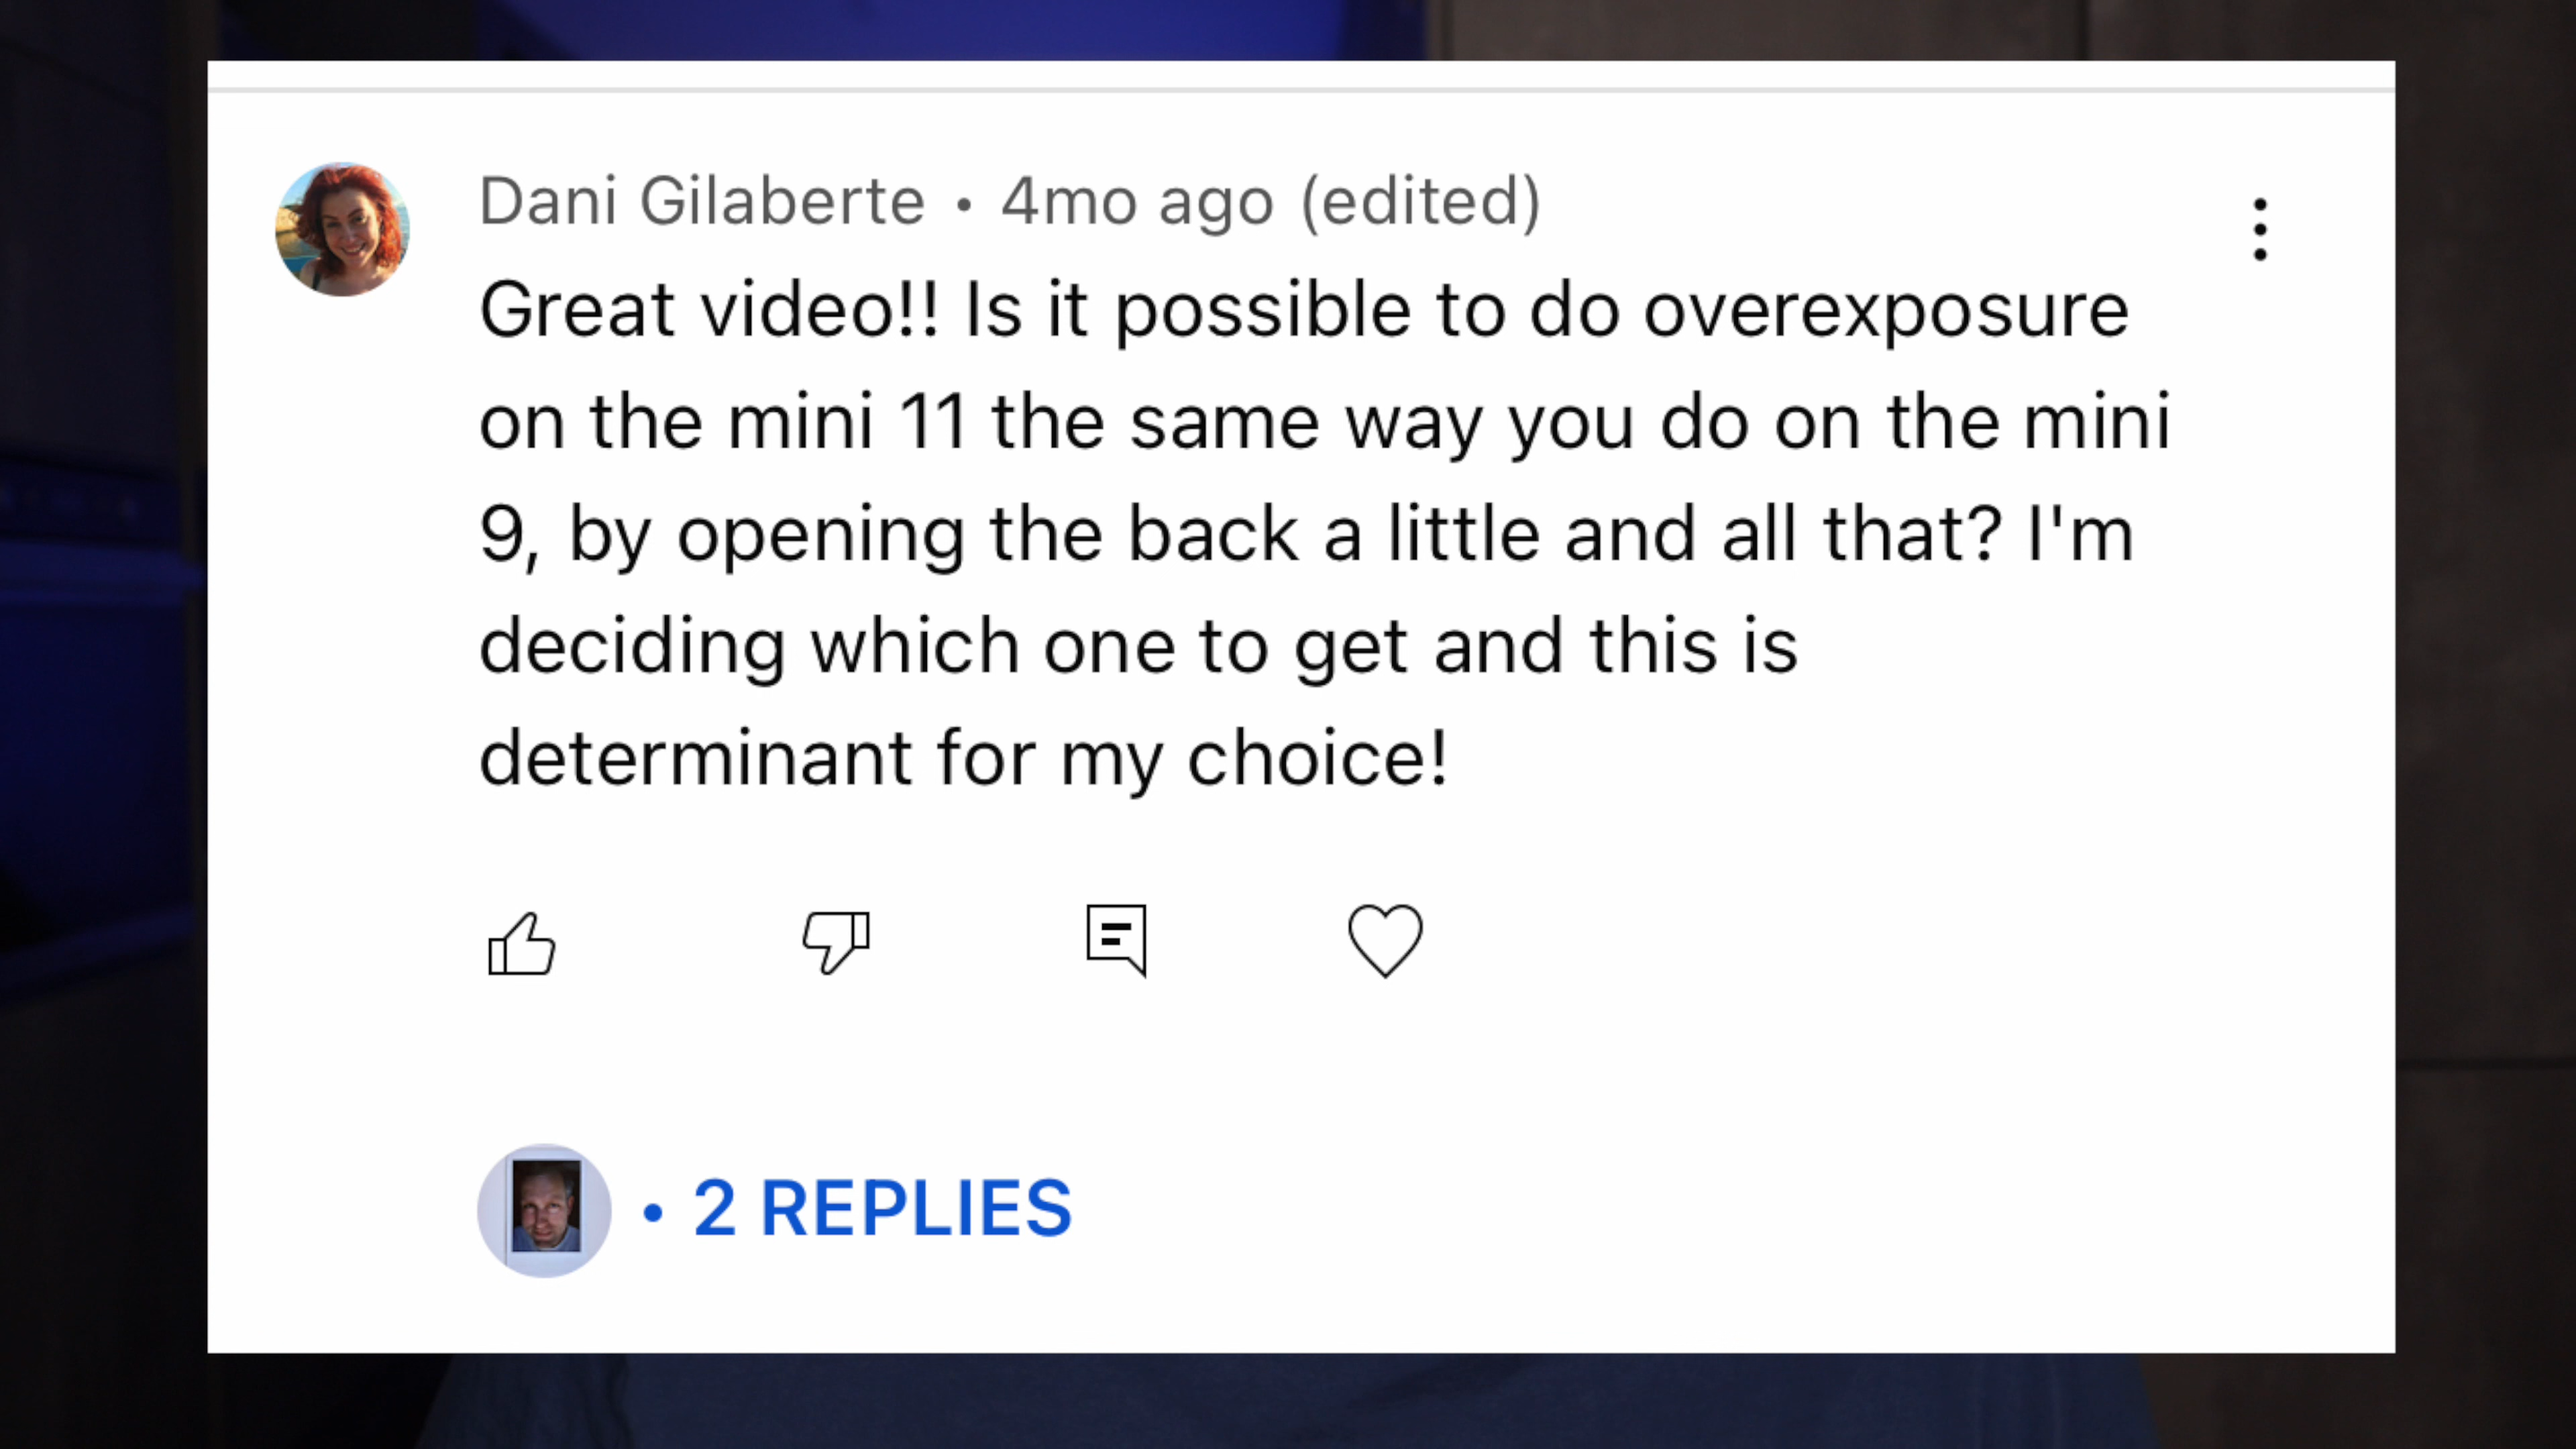 Dani Gilaberte • 4mo ago (edited)
Great video!! Is it possible to do overexposure
on the mini 11 the same way you do on the mini
9, by opening the back a little and all that? I'm
deciding which one to get and this is
determinant for my choice!
• 2 REPLIES